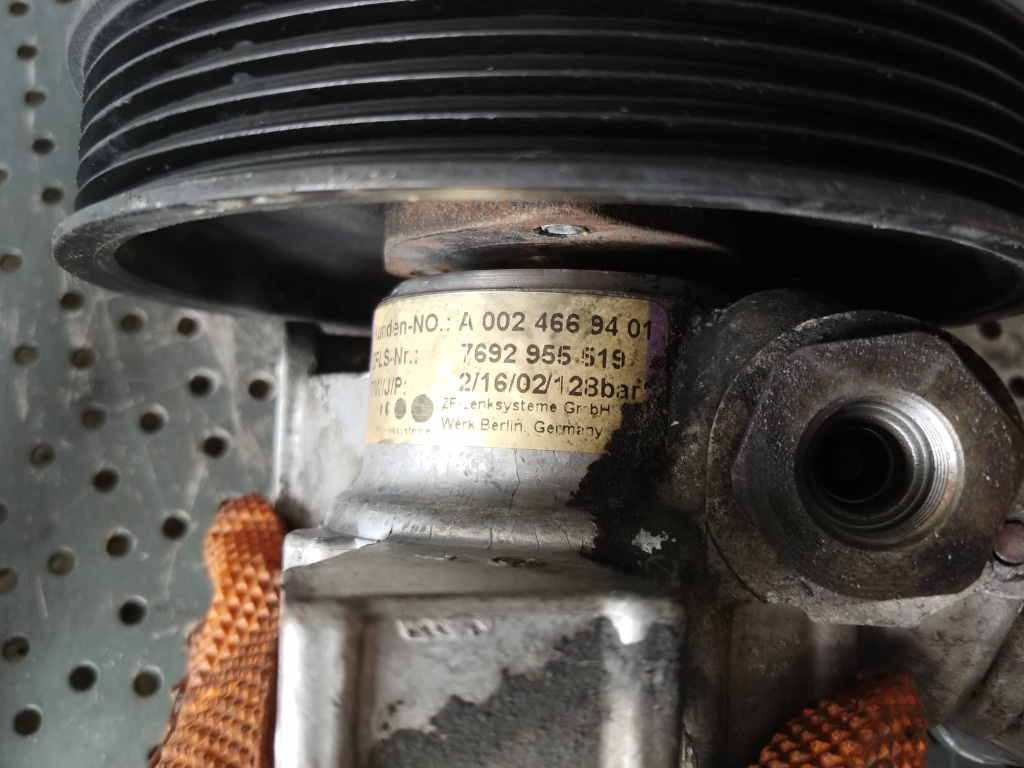 unden-NO.: A 002 466 94 01
FLS-Nr.: 7692 955.519
/J/P: 2/16/02/128bar
ZF Lenksysteme GmbH
Werk Berlin, Germany